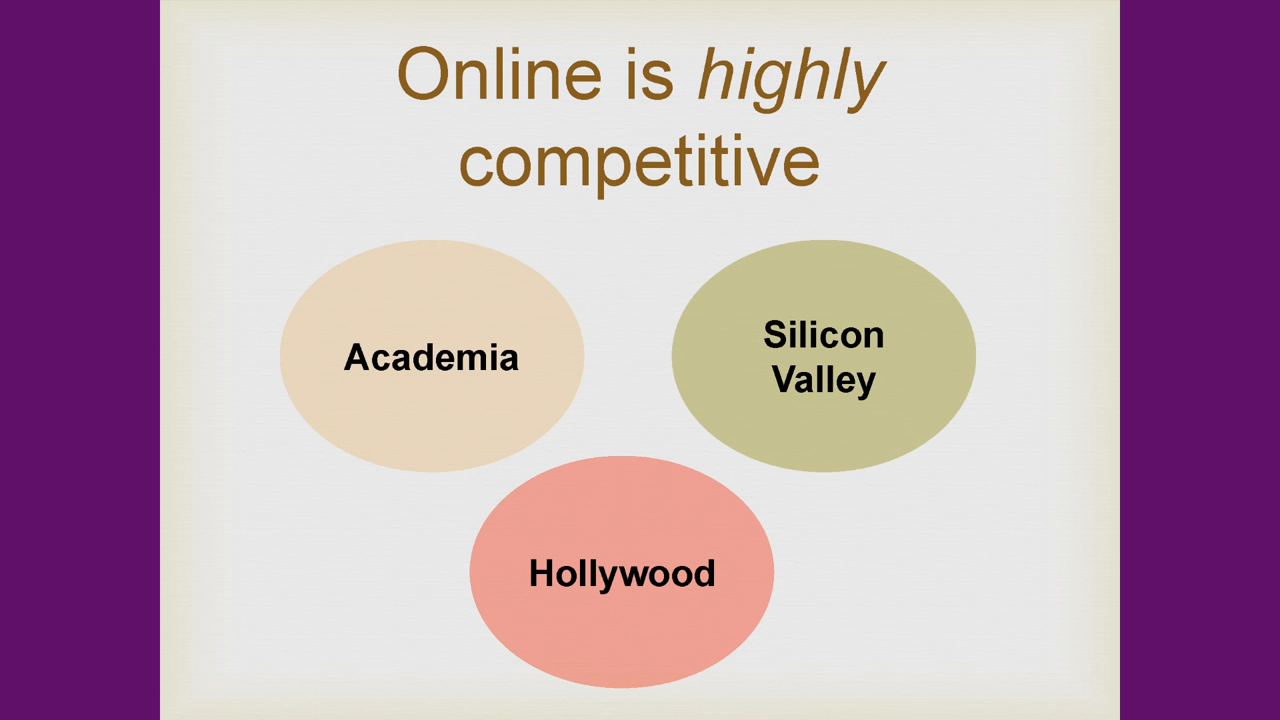 Online is highly
competitive
Academia
Silicon
Valley
Hollywood